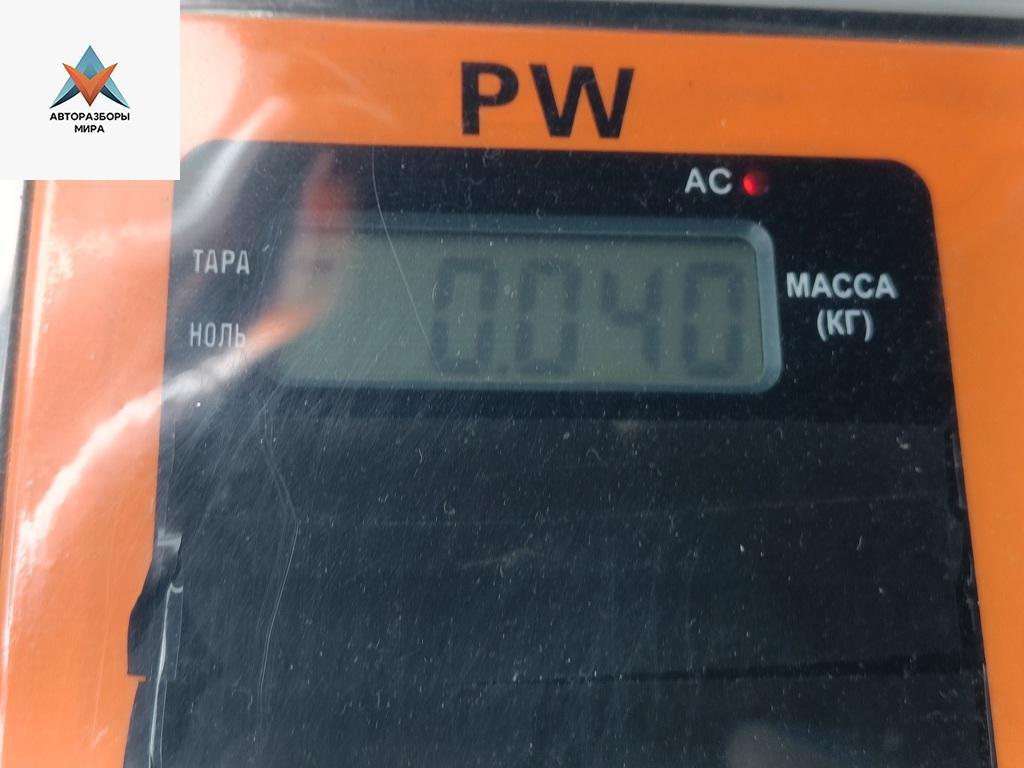 АВТОРАЗБОРЫ
МИРА
PW
AC
ТАРА
0.040
МАССА
(КГ)
НОЛЬ